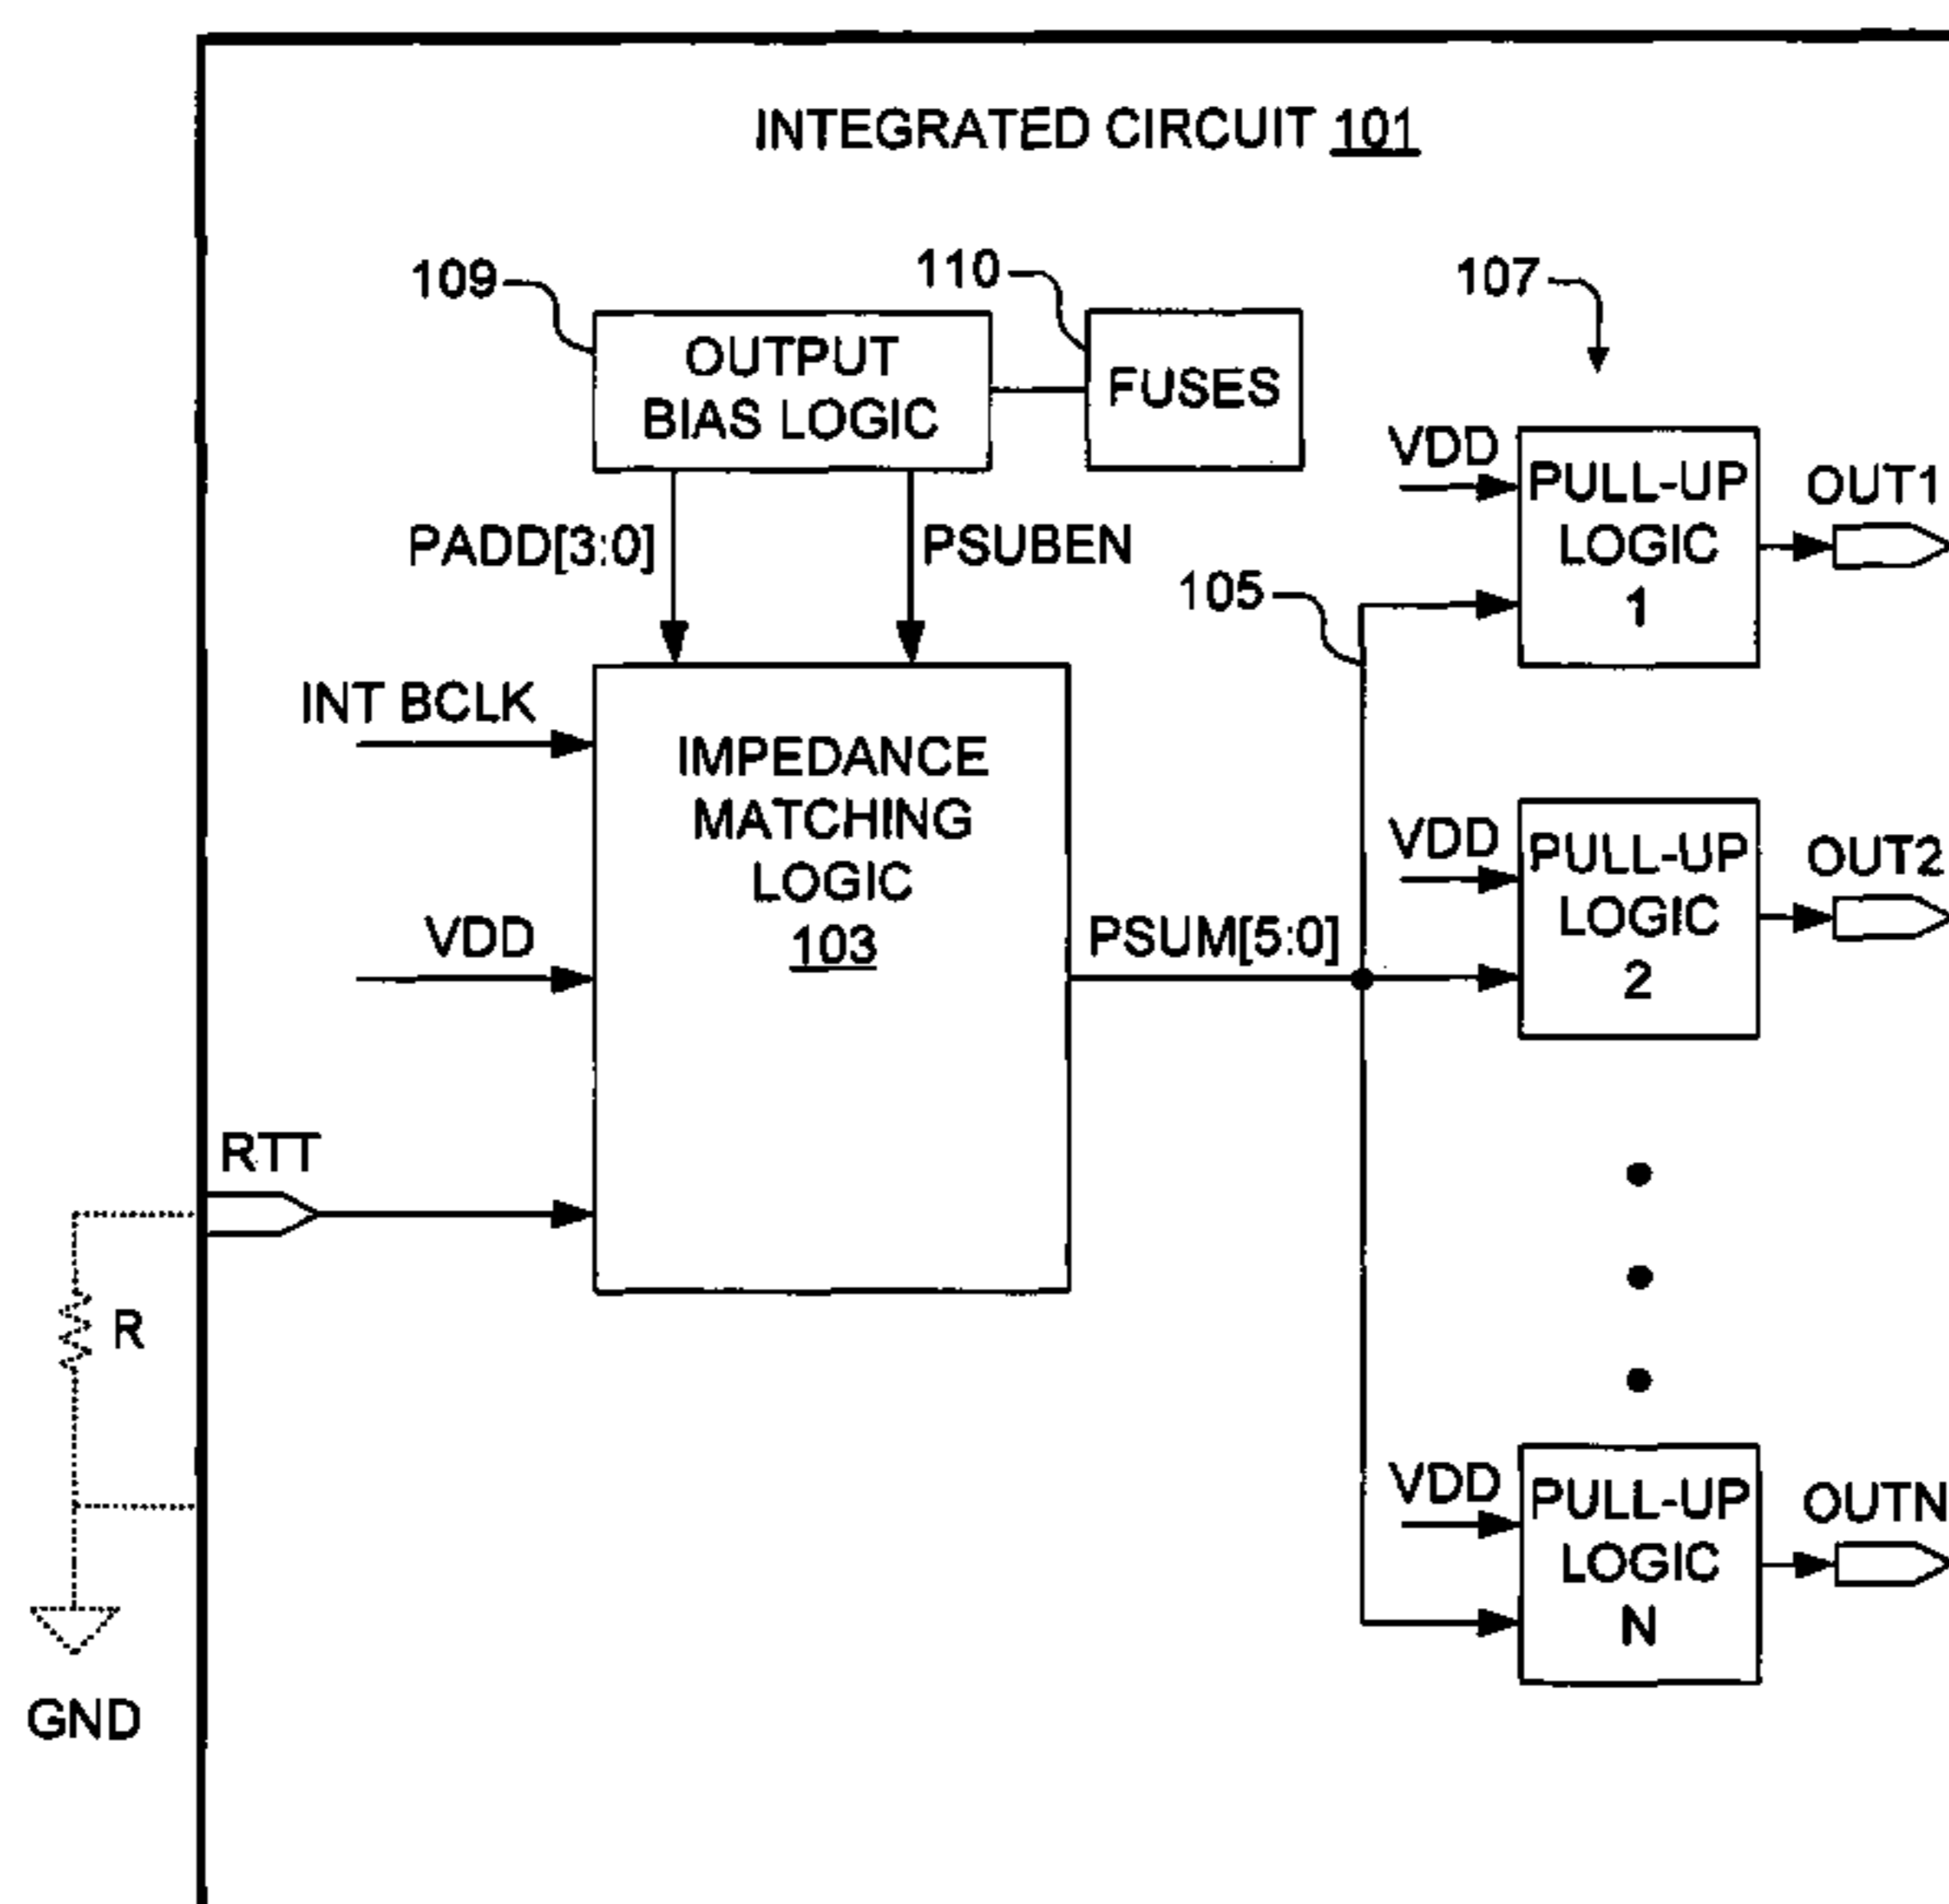 INTEGRATED CIRCUIT 101
109
110
107
OUTPUT
BIAS LOGIC
FUSES
VDD
PULL-UP
LOGIC
1
OUT1
PADD[3:0]
PSUBEN
105
INT BCLK
IMPEDANCE
MATCHING
LOGIC
103
VDD
PSUM[5:0]
VDD
PULL-UP
LOGIC
2
OUT2
RTT
R
GND
VDD
PULL-UP
LOGIC
N
OUTN